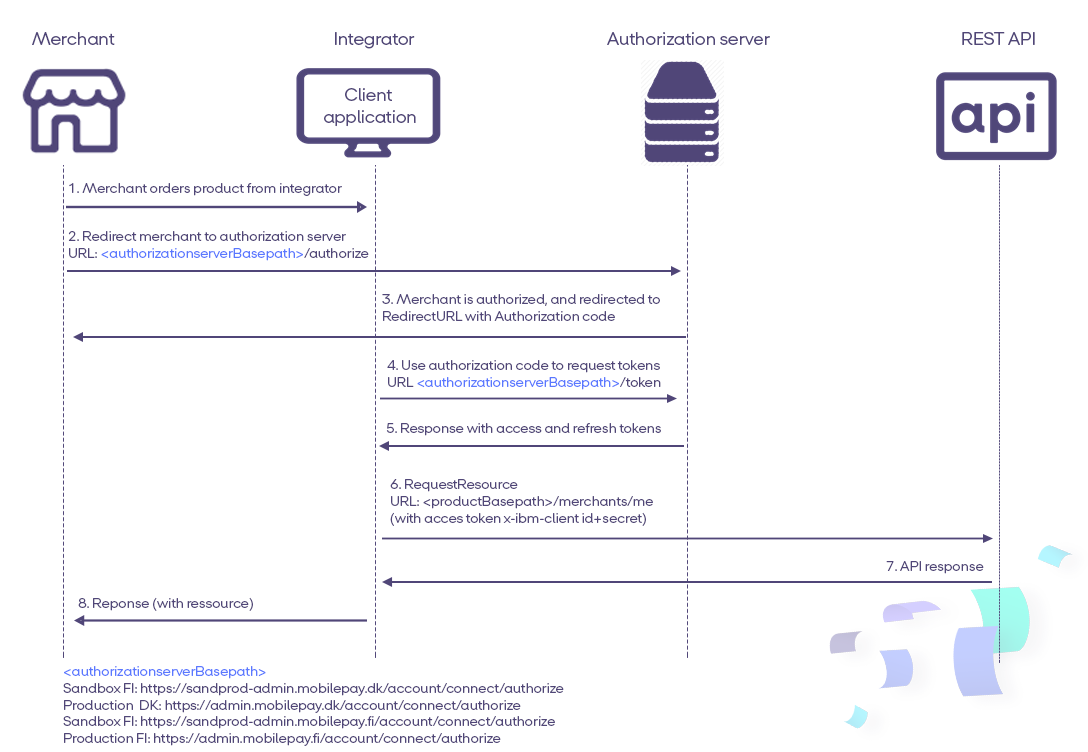 Merchant
Integrator
Authorization server
REST API
Client
application
api
1. Merchant orders product from integrator
2. Redirect merchant to authorization server
URL: <authorizationserverBasepath>/authorize
3. Merchant is authorized, and redirected to
RedirectURL with Authorization code
4. Use authorization code to request tokens
URL <authorizationserverBasepath>/token
5. Response with access and refresh tokens
6. RequestResource
URL: <productBasepath>/merchants/me
(with acces token x-ibm-client id+secret)
7. API response
8. Reponse (with ressource)
<authorizationserverBasepath>
Sandbox FI: https://sandprod-admin.mobilepay.dk/account/connect/authorize
Production DK: https://admin.mobilepay.dk/account/connect/authorize
Sandbox FI: https://sandprod-admin.mobilepay.fi/account/connect/authorize
Production FI: https://admin.mobilepay.fi/account/connect/authorize